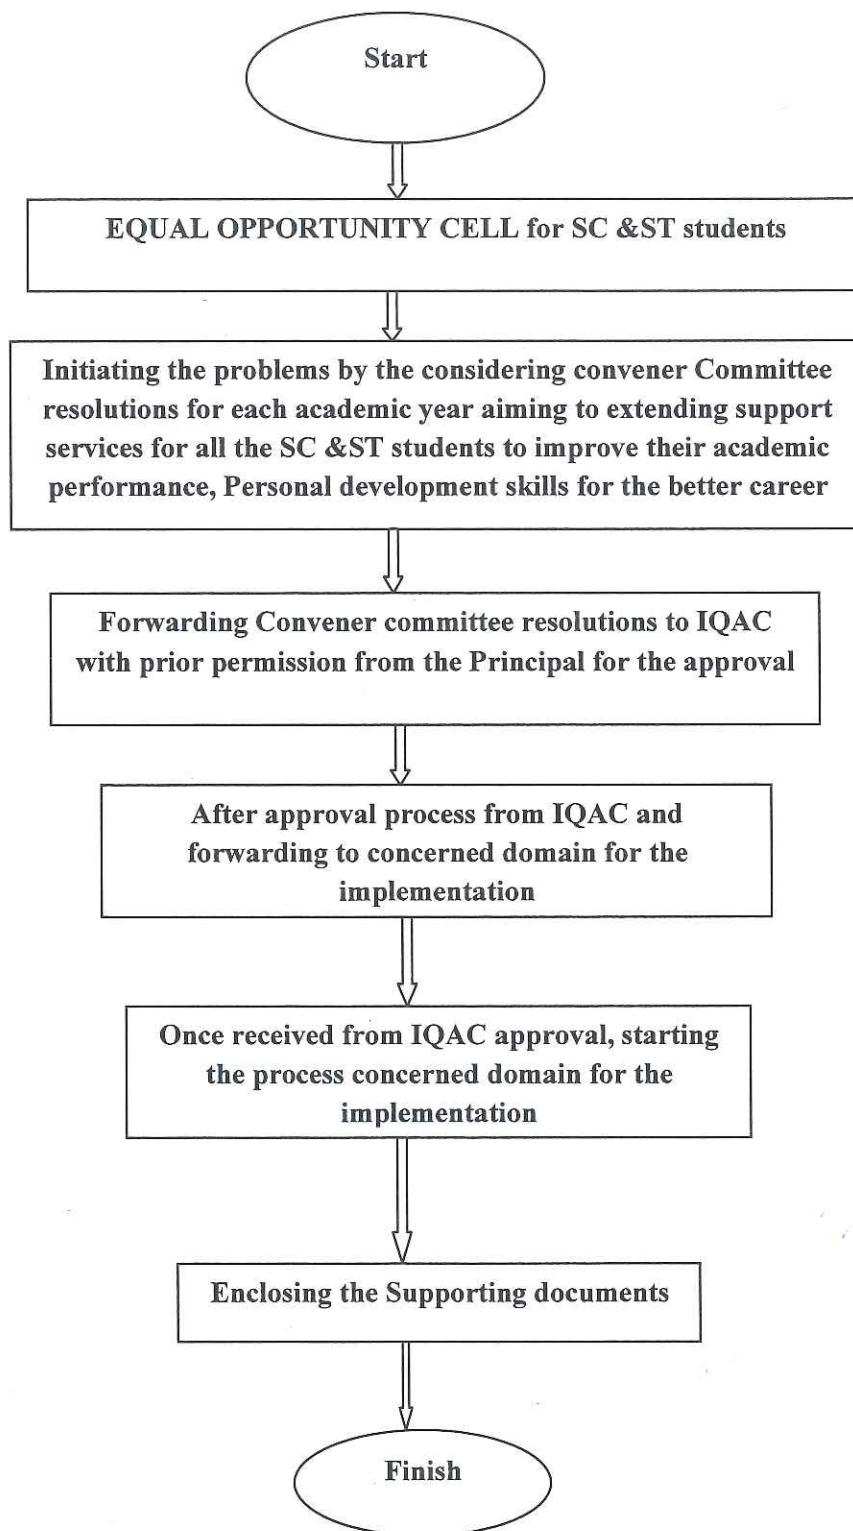 Start
EQUAL OPPORTUNITY CELL for SC &ST students
Initiating the problems by the considering convener Committee
resolutions for each academic year aiming to extending support
services for all the SC &ST students to improve their academic
performance, Personal development skills for the better career
Forwarding Convener committee resolutions to IQAC
with prior permission from the Principal for the approval
After approval process from IQAC and
forwarding to concerned domain for the
implementation
Once received from IQAC approval, starting
the process concerned domain for the
implementation
Enclosing the Supporting documents
Finish